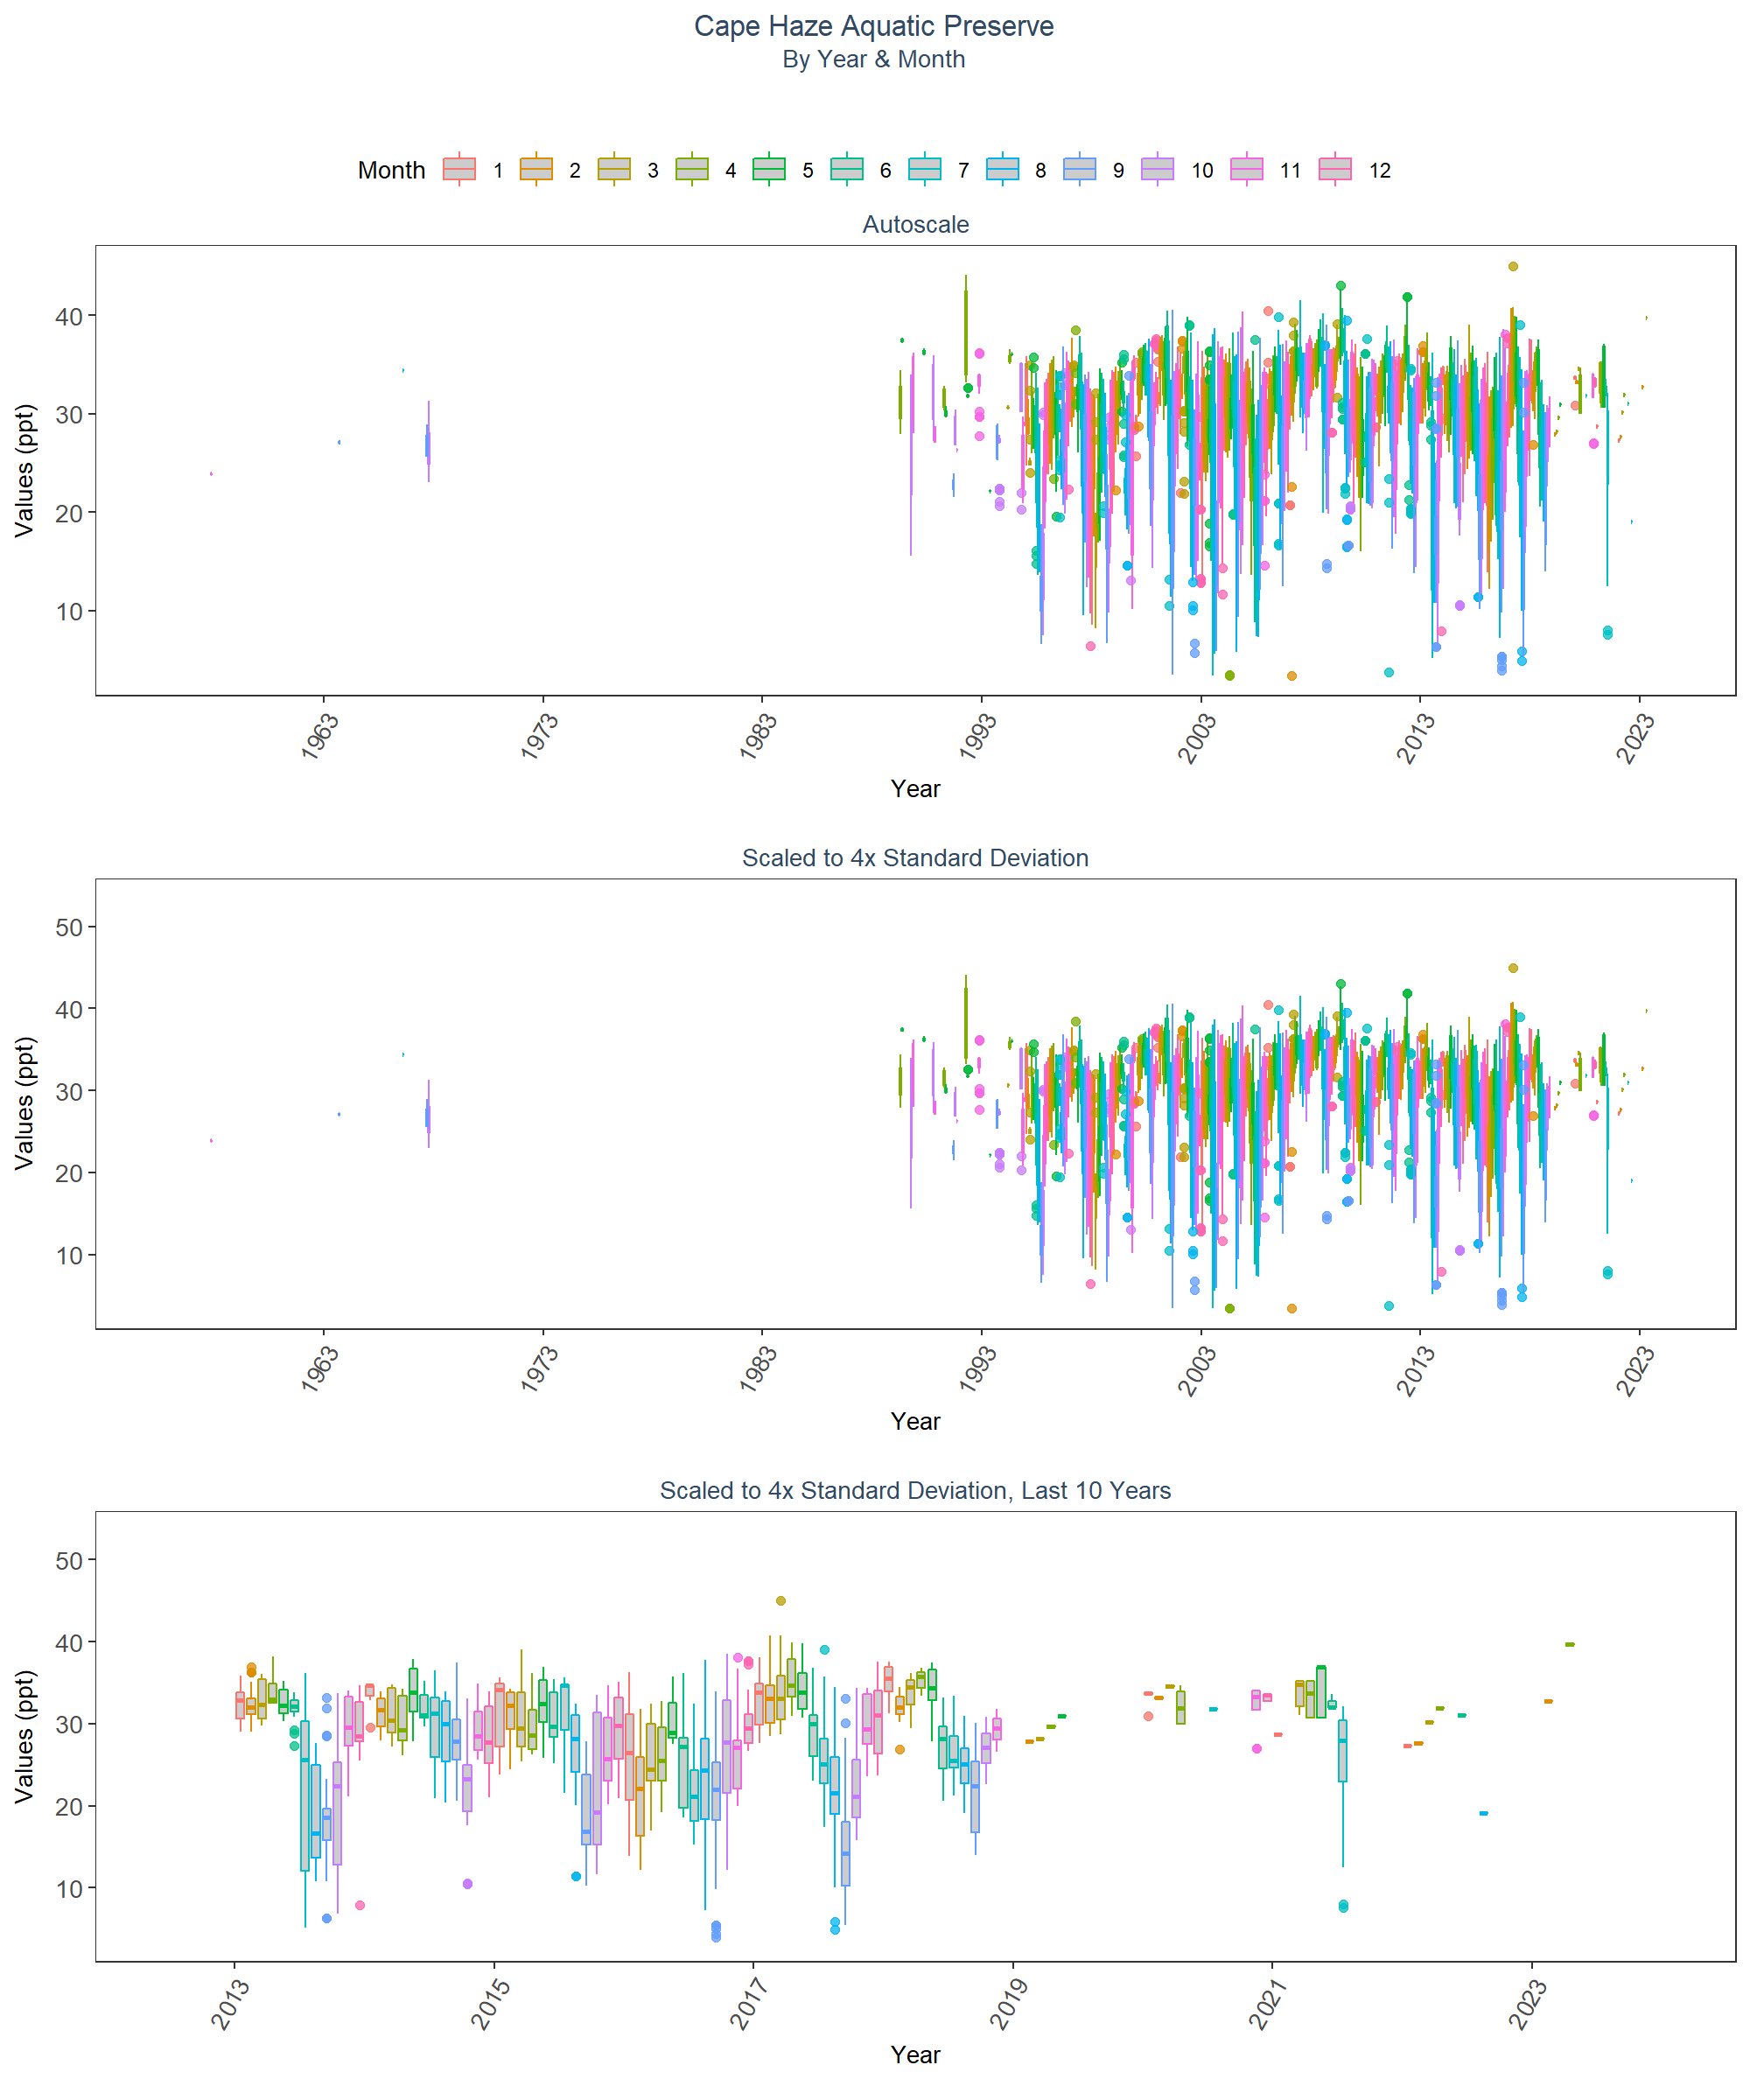 Cape Haze Aquatic Preserve
By Year & Month
Month 1 2 3 4 5 6 7 8 9 10 11 12
Autoscale
Values (ppt)
40
30
20
10
1963 1973 1983 1993 2003 2013 2023
Year
Scaled to 4x Standard Deviation
Values (ppt)
50
40
30
20
10
1963 1973 1983 1993 2003 2013 2023
Year
Scaled to 4x Standard Deviation, Last 10 Years
Values (ppt)
50
40
30
20
10
2013 2015 2017 2019 2021 2023
Year